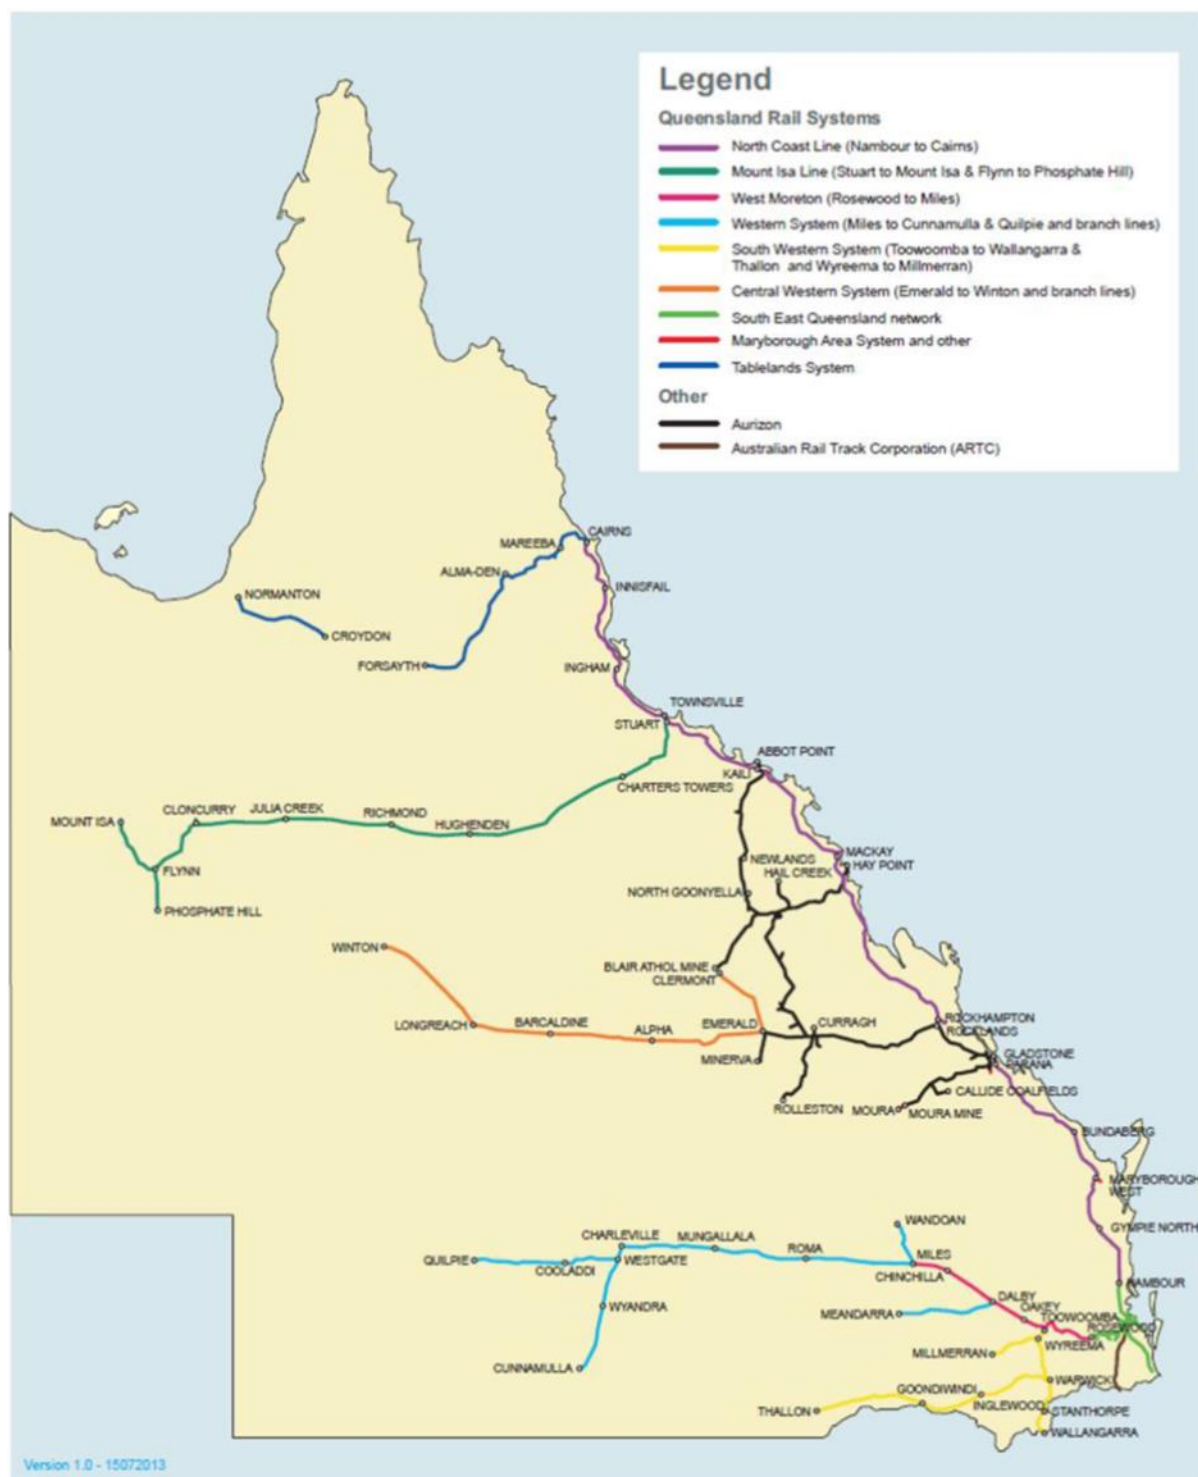 Legend
Queensland Rail Systems
North Coast Line (Nambour to Cairns)
Mount Isa Line (Stuart to Mount Isa & Flynn to Phosphate Hill)
West Moreton (Rosewood to Miles)
Western System (Miles to Cunnamulla & Quilpie and branch lines)
South Western System (Toowoomba to Wallangarra &
Thallon and Wyreema to Millmerran)
Central Western System (Emerald to Winton and branch lines)
South East Queensland network
Maryborough Area System and other
Tablelands System
Other
Aurizon
Australian Rail Track Corporation (ARTC)
CAIRNS
MAREEBA
ALMA-DEN
INNISFAIL
NORMANTON
CROYDON
FORSAYTH
INGHAM
TOWNSVILLE
STUART
ABBOT POINT
KAILI
CHARTERS TOWERS
CLONCURRY
JULIA CREEK
RICHMOND
HUGHENDEN
MOUNT ISA
FLYNN
PHOSPHATE HILL
MACKAY
HAY POINT
NEWLANDS
HAIL CREEK
NORTH GOONYELLA
WINTON
BLAIR ATHOL MINE
CLERMONT
LONGREACH
BARCALDINE
ALPHA
EMERALD
CURRAGH
ROCKHAMPTON
ROCKLANDS
MINERVA
GLADSTONE
PARANA
ROLLESTON
MOURA
MOURA MINE
CALLIDE COALFIELDS
BUNDABERG
MARYBOROUGH
WEST
GYMPIE NORTH
WANDOAN
CHARLEVILLE
MUNGALLALA
ROMA
MILES
QUILPIE
COOLADDI
WESTGATE
CHINCHILLA
NAMBOUR
WYANDRA
MEANDARRA
DALBY
OAKEY
TOOWOOMBA
ROSEWOOD
WYREEMA
MILLMERRAN
CUNNAMULLA
GOONDIWINDI
WARWICK
INGLEWOOD
THALLON
STANTHORPE
WALLANGARRA
Version 1.0 - 15072013